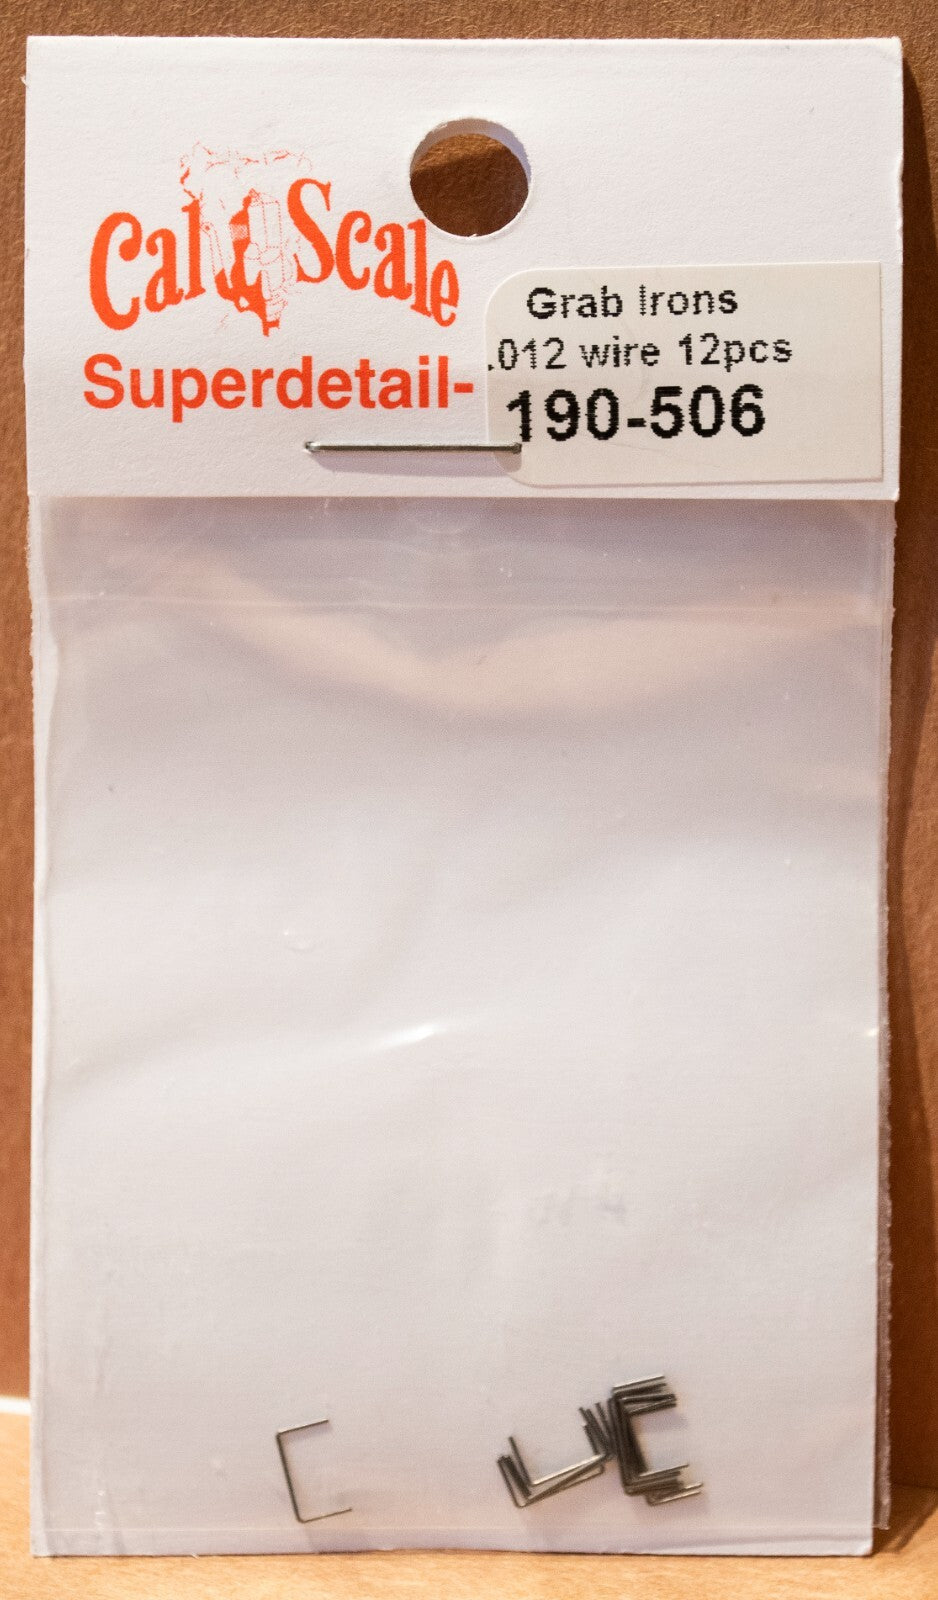 Cal Scale
Superdetail-
Grab Irons
.012 wire 12pcs
190-506